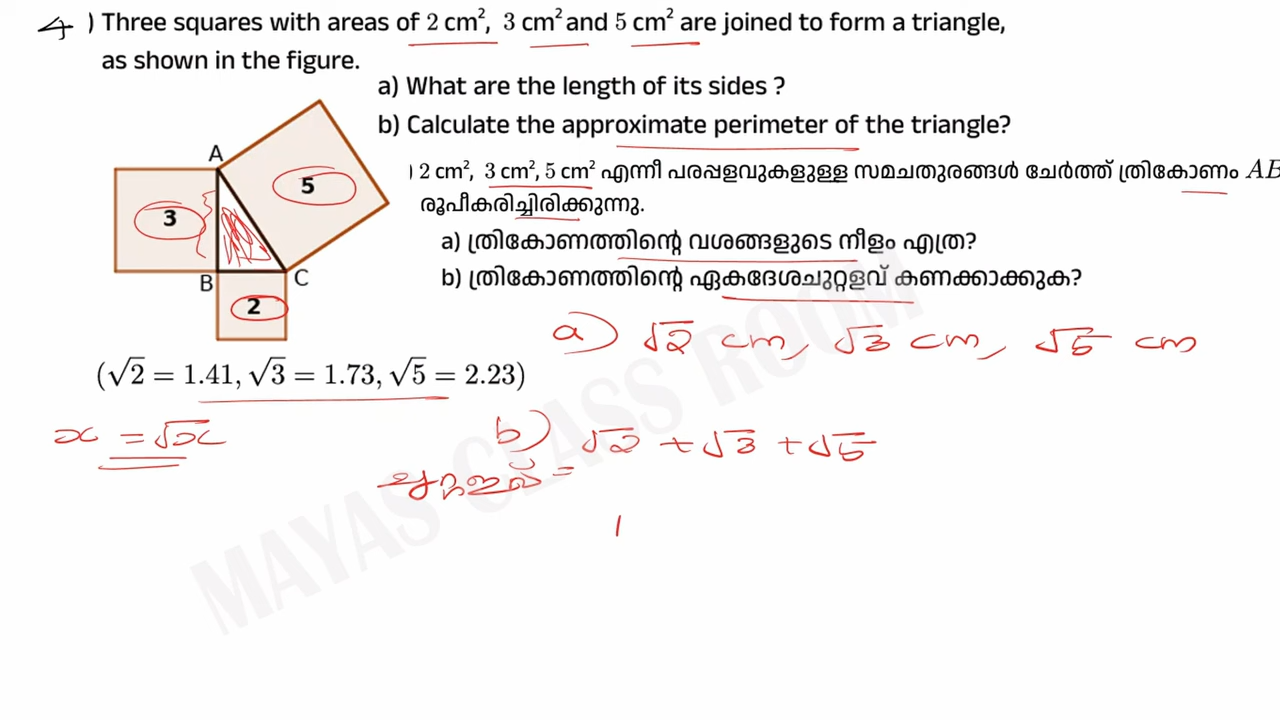 4 ) Three squares with areas of 2 cm², 3 cm² and 5 cm² are joined to form a triangle,
as shown in the figure.
a) What are the length of its sides ?
b) Calculate the approximate perimeter of the triangle?
) 2 cm², 3 cm², 5 cm² എന്നീ പരപ്പളവുകളുള്ള സമചതുരങ്ങൾ ചേർത്ത് ത്രികോണം AB
രൂപീകരിച്ചിരിക്കുന്നു.
a) ത്രികോണത്തിന്റെ വശങ്ങളുടെ നീളം എത്ര?
b) ത്രികോണത്തിന്റെ ഏകദേശചുറ്റളവ് കണക്കാക്കുക?
A
5
3
B
C
2
a) √2 cm, √3 cm, √5 cm
(√2 = 1.41, √3 = 1.73, √5 = 2.23)
x = √x
b) √2 + √3 + √5
ചുറ്റളവ് =
1
MAYAS CLASS ROOM